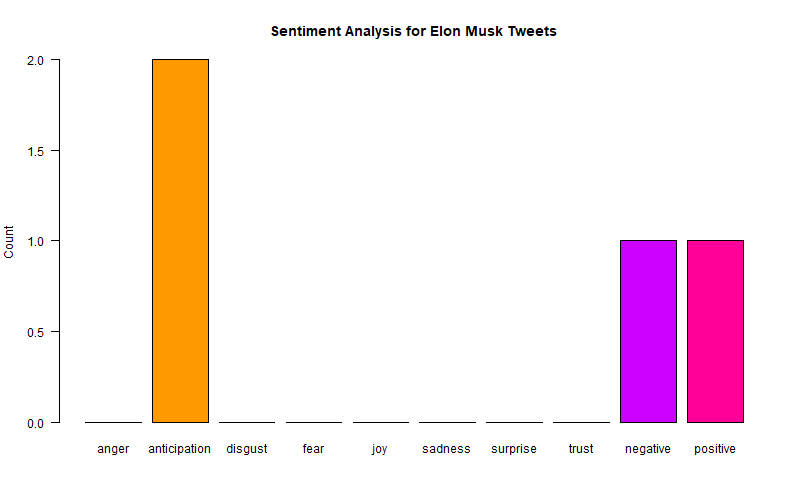 Sentiment Analysis for Elon Musk Tweets
2.0
1.5
1.0
0.5
0.0
Count
anger anticipation disgust fear joy sadness surprise trust negative positive